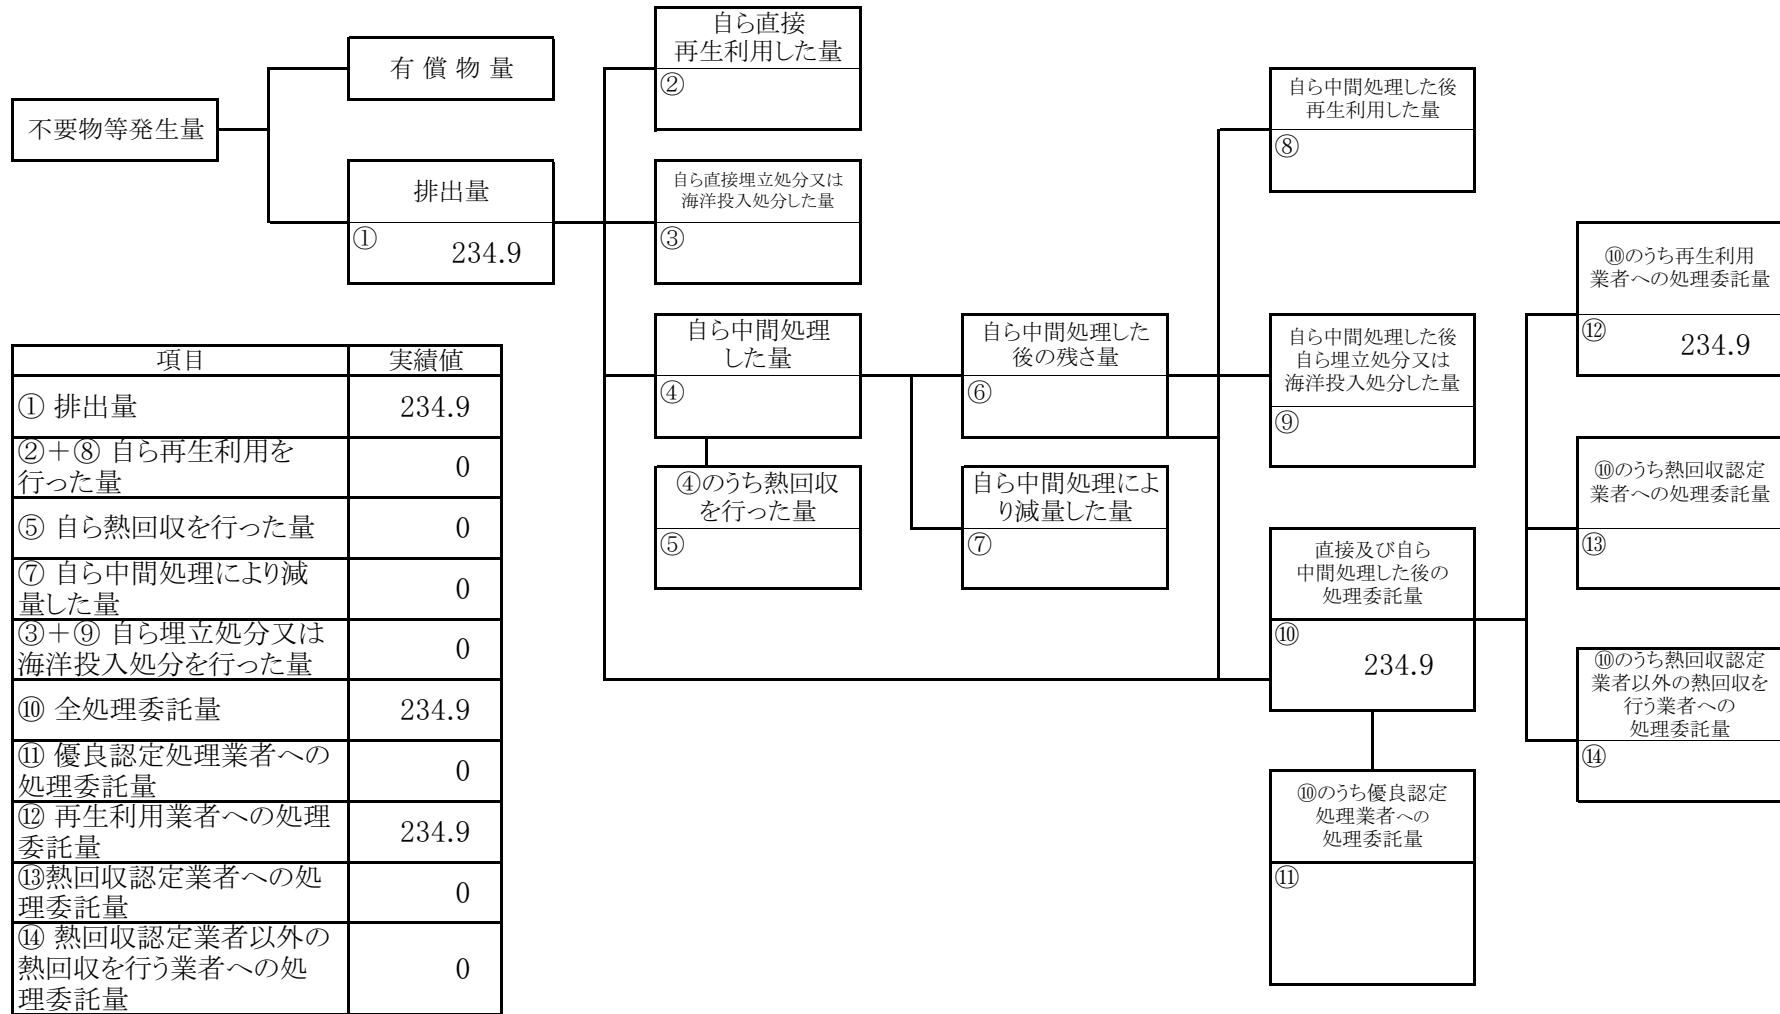 不要物等発生量
有 償 物 量
排出量
①
234.9
自ら直接
再生利用した量
②
自ら直接埋立処分又は
海洋投入処分した量
③
自ら中間処理
した量
④
④のうち熱回収
を行った量
⑤
自ら中間処理した
後の残さ量
⑥
自ら中間処理によ
り減量した量
⑦
自ら中間処理した後
再生利用した量
⑧
自ら中間処理した後
自ら埋立処分又は
海洋投入処分した量
⑨
直接及び自ら
中間処理した後の
処理委託量
⑩
234.9
⑩のうち優良認定
処理業者への
処理委託量
⑪
⑩のうち再生利用
業者への処理委託量
⑫
234.9
⑩のうち熱回収認定
業者への処理委託量
⑬
⑩のうち熱回収認定
業者以外の熱回収を
行う業者への
処理委託量
⑭
項目 実績値
① 排出量 234.9
②＋⑧ 自ら再生利用を
行った量 0
⑤ 自ら熱回収を行った量 0
⑦ 自ら中間処理により減
量した量 0
③＋⑨ 自ら埋立処分又は
海洋投入処分を行った量 0
⑩ 全処理委託量 234.9
⑪ 優良認定処理業者への
処理委託量 0
⑫ 再生利用業者への処理
委託量 234.9
⑬熱回収認定業者への処
理委託量 0
⑭ 熱回収認定業者以外の
熱回収を行う業者への処 0
理委託量